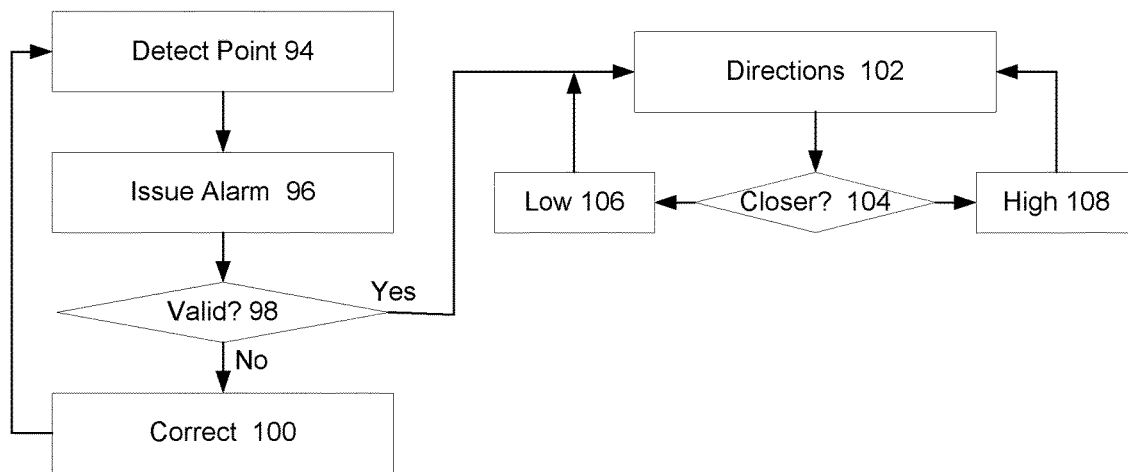 Detect Point 94
Issue Alarm 96
Valid? 98
Yes
No
Correct 100
Directions 102
Closer? 104
Low 106
High 108